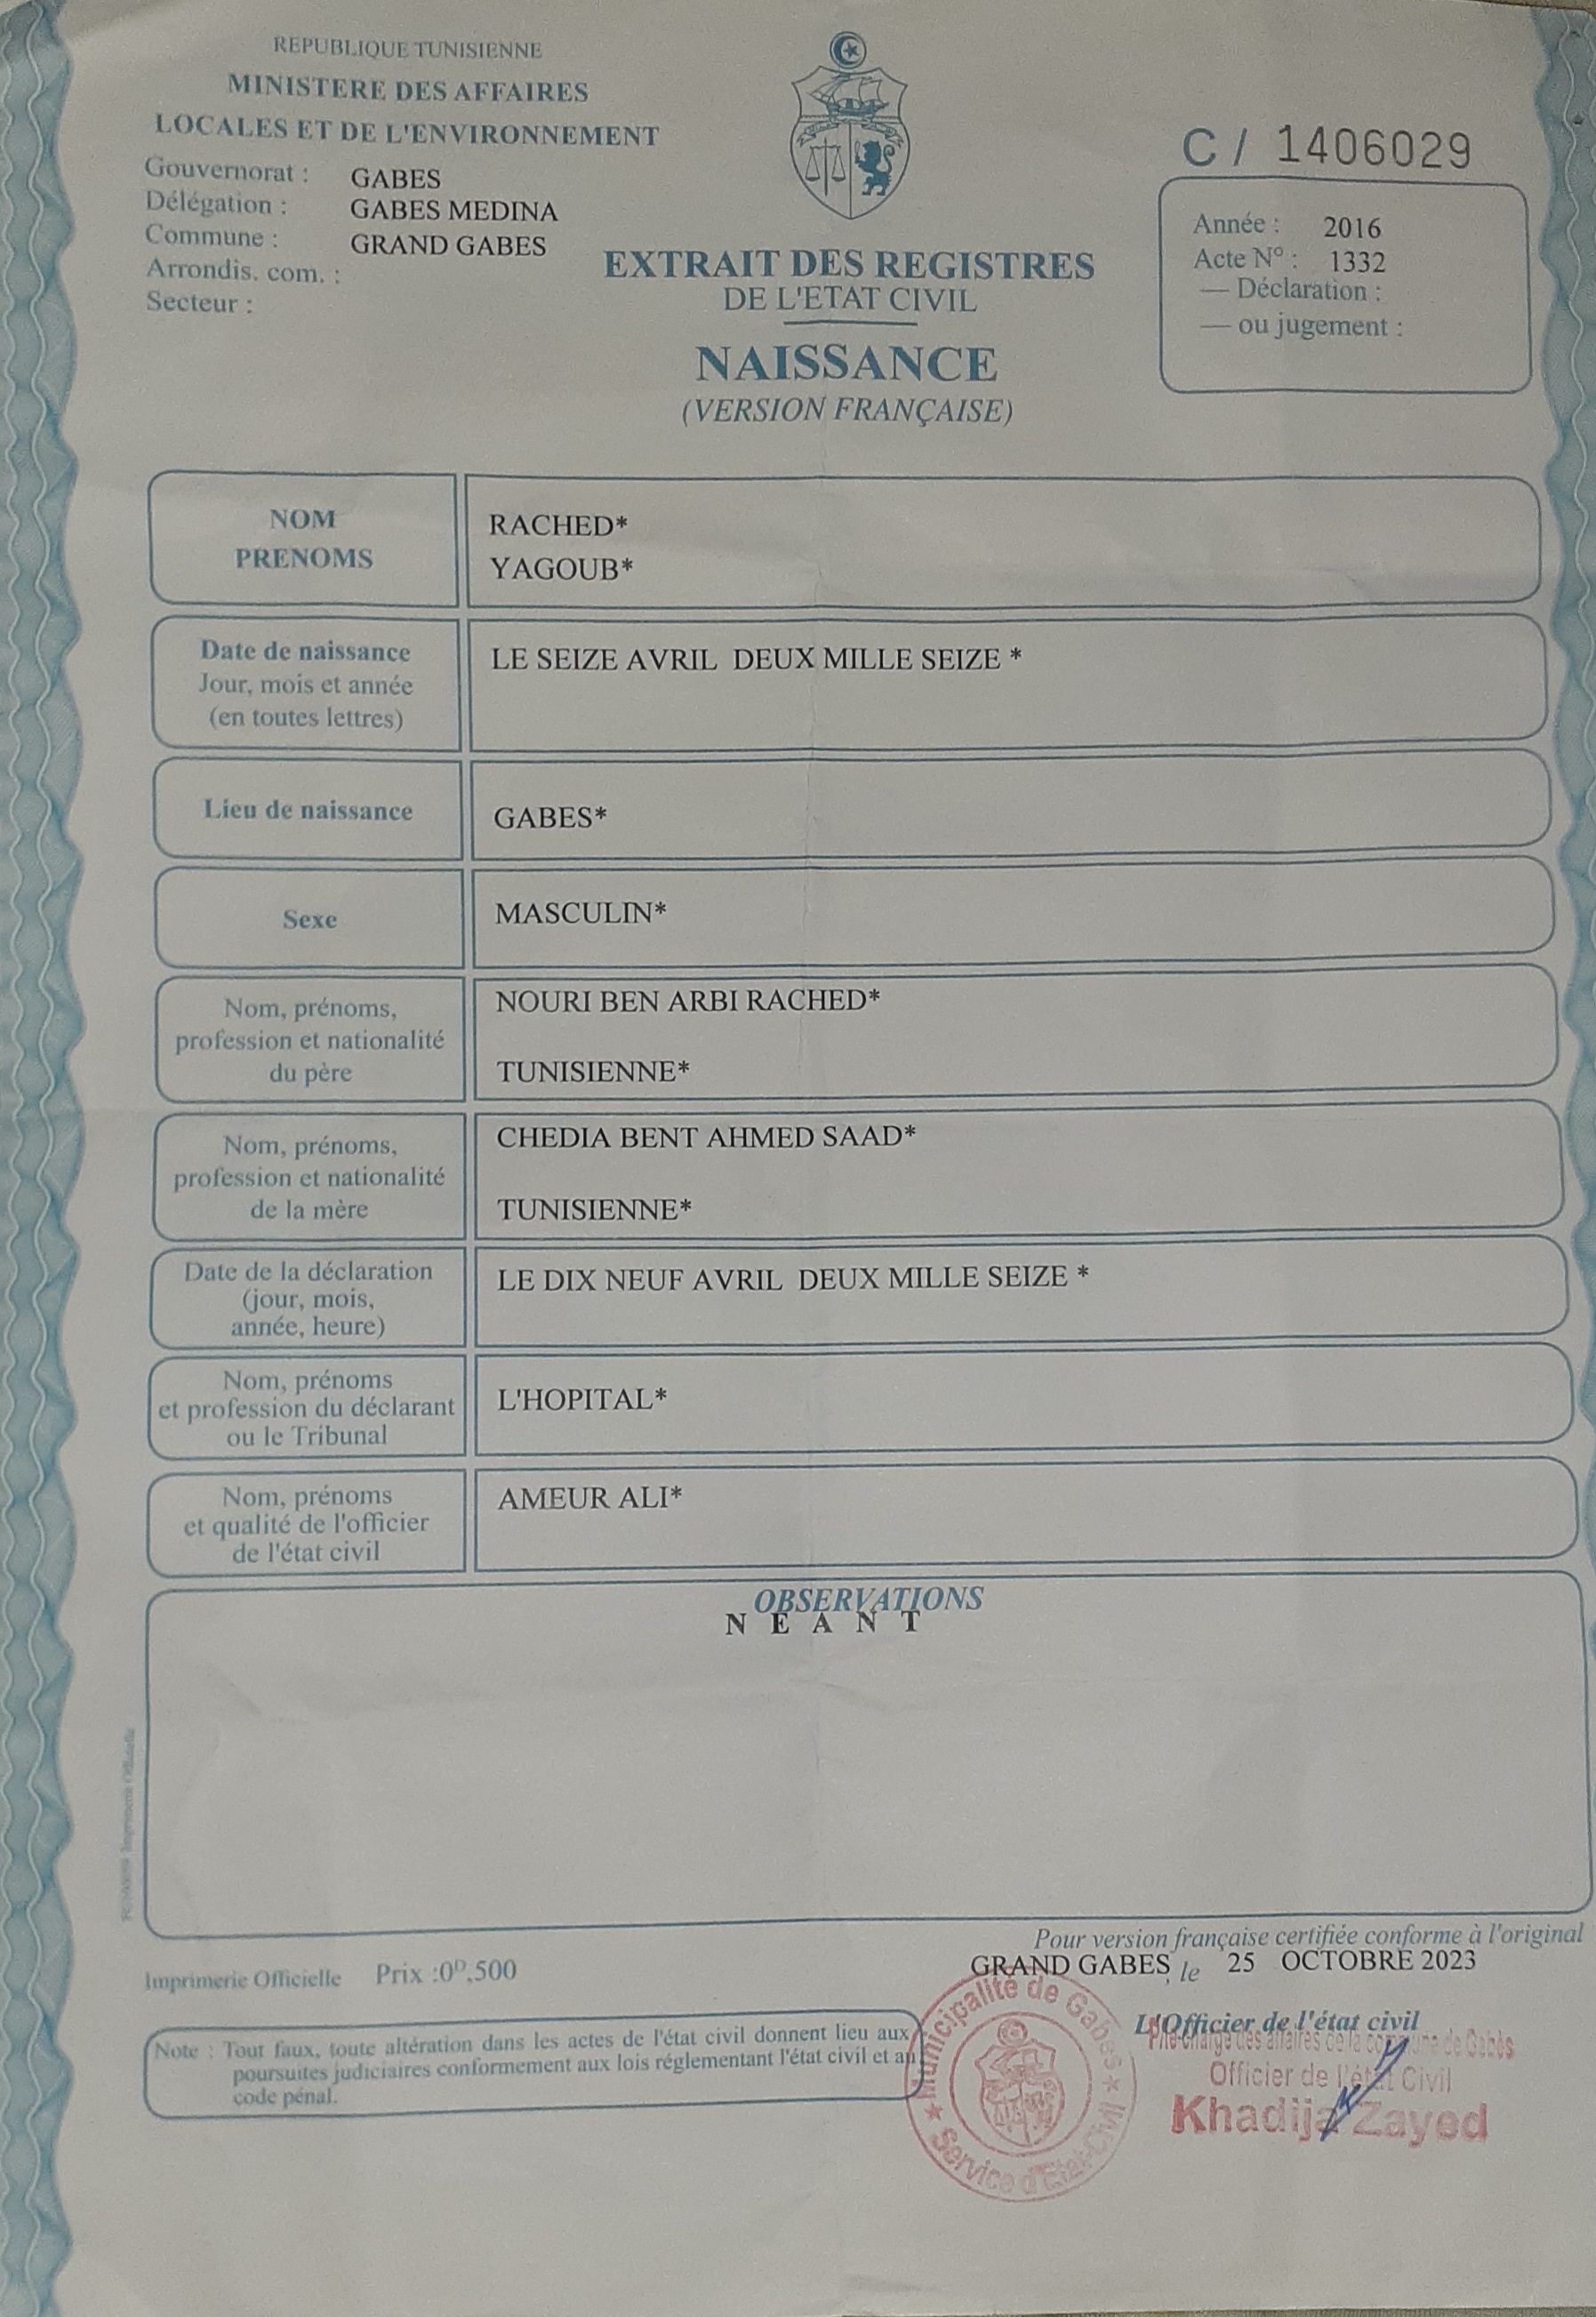 REPUBLIQUE TUNISIENNE
MINISTERE DES AFFAIRES
LOCALES ET DE L'ENVIRONNEMENT
Gouvernorat : GABES
Délégation : GABES MEDINA
Commune : GRAND GABES
Arrondis. com. :
Secteur :
EXTRAIT DES REGISTRES
DE L'ETAT CIVIL
NAISSANCE
(VERSION FRANÇAISE)
C / 1406029
Année : 2016
Acte N° : 1332
— Déclaration :
— ou jugement :
NOM RACHED*
PRENOMS YAGOUB*
Date de naissance LE SEIZE AVRIL DEUX MILLE SEIZE *
Jour, mois et année
(en toutes lettres)
Lieu de naissance GABES*
Sexe MASCULIN*
Nom, prénoms, NOURI BEN ARBI RACHED*
profession et nationalité
du père TUNISIENNE*
Nom, prénoms, CHEDIA BENT AHMED SAAD*
profession et nationalité
de la mère TUNISIENNE*
Date de la déclaration LE DIX NEUF AVRIL DEUX MILLE SEIZE *
(jour, mois,
année, heure)
Nom, prénoms
et profession du déclarant L'HOPITAL*
ou le Tribunal
Nom, prénoms AMEUR ALI*
et qualité de l'officier
de l'état civil
OBSERVATIONS
N E A N T
Imprimerie Officielle
Pour version française certifiée conforme à l'original
GRAND GABES, le 25 OCTOBRE 2023
Imprimerie Officielle Prix :0ᴰ,500
L'Officier de l'état civil
des affaires de la commune de Gabès
Officier de l'état Civil
Khadija Zayed
Municipalité de Gabès
Service d'Etat-Civil
Note : Tout faux, toute altération dans les actes de l'état civil donnent lieu aux
poursuites judiciaires conformement aux lois réglementant l'état civil et au
code pénal.